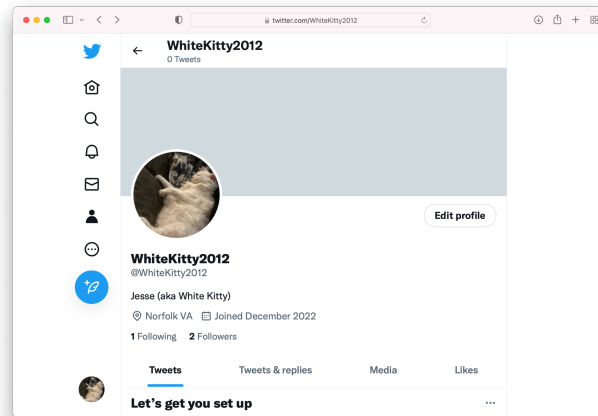 twitter.com/WhiteKitty2012
WhiteKitty2012
0 Tweets
Edit profile
WhiteKitty2012
@WhiteKitty2012
Jesse (aka White Kitty)
Norfolk VA Joined December 2022
1 Following 2 Followers
Tweets Tweets & replies Media Likes
Let's get you set up